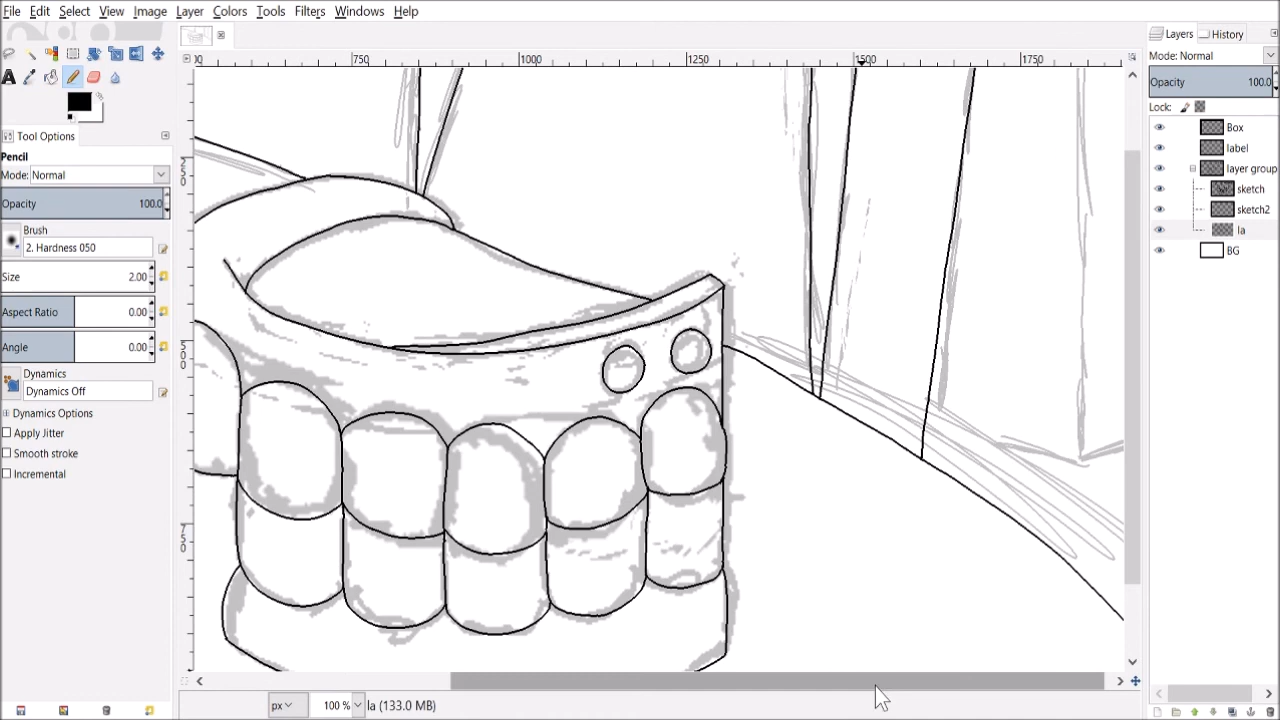 File Edit Select View Image Layer Colors Tools Filters Windows Help
Layers History
750 1000 1250 1500 1750
Mode: Normal
Opacity 100.0
Lock:
Box
label
layer group
sketch
sketch2
la
BG
Tool Options
Pencil
Mode: Normal
Opacity 100.0
Brush
2. Hardness 050
Size 2.00
Aspect Ratio 0.00
Angle 0.00
Dynamics
Dynamics Off
Dynamics Options
Apply Jitter
Smooth stroke
Incremental
250
500
750
px 100 % la (133.0 MB)